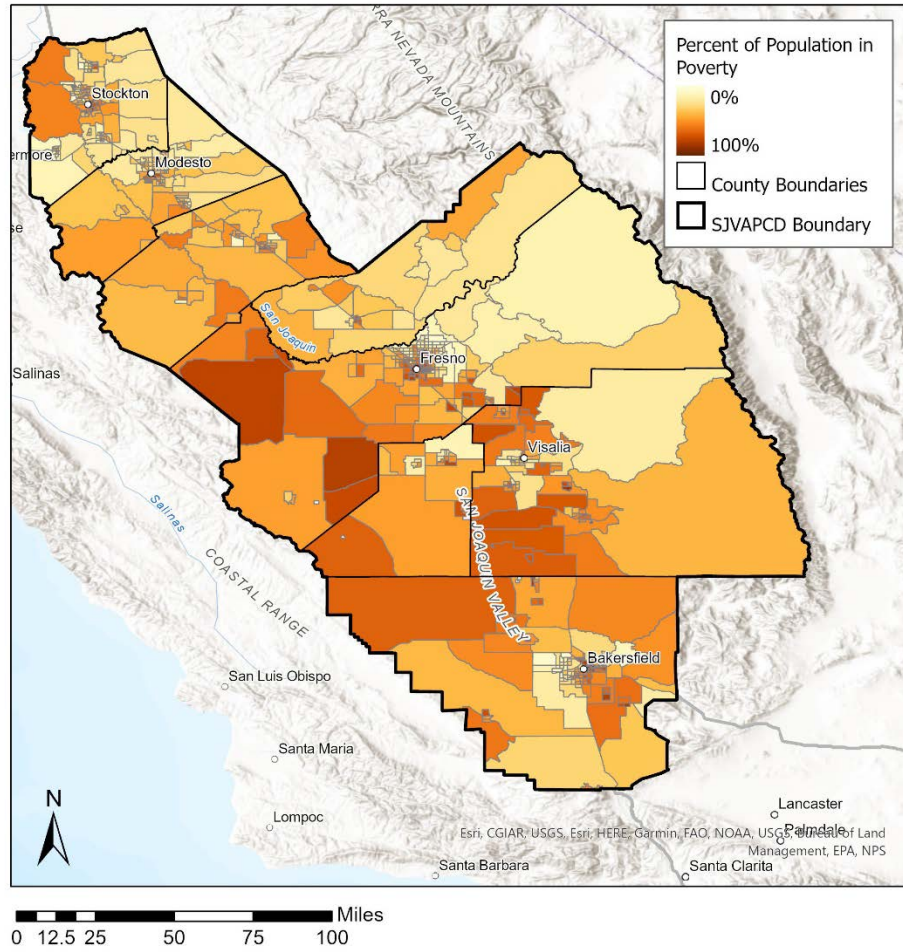 Percent of Population in
Poverty
0%
100%
County Boundaries
SJVAPCD Boundary
SIERRA NEVADA MOUNTAINS
Stockton
ermore
Modesto
se
San Joaquin
Fresno
Salinas
Visalia
Salinas
SAN JOAQUIN VALLEY
COASTAL RANGE
Bakersfield
San Luis Obispo
Santa Maria
N
Lompoc
Lancaster
Palmdale
Esri, CGIAR, USGS, Esri, HERE, Garmin, FAO, NOAA, USGS, Bureau of Land
Management, EPA, NPS
Santa Barbara
Santa Clarita
Miles
0 12.5 25 50 75 100